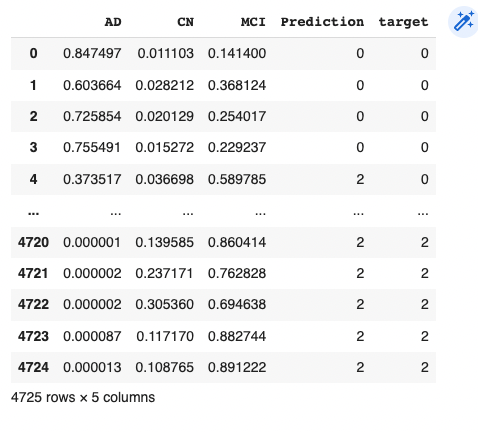 AD CN MCI Prediction target
0 0.847497 0.011103 0.141400 0 0
1 0.603664 0.028212 0.368124 0 0
2 0.725854 0.020129 0.254017 0 0
3 0.755491 0.015272 0.229237 0 0
4 0.373517 0.036698 0.589785 2 0
... ... ... ... ... ...
4720 0.000001 0.139585 0.860414 2 2
4721 0.000002 0.237171 0.762828 2 2
4722 0.000002 0.305360 0.694638 2 2
4723 0.000087 0.117170 0.882744 2 2
4724 0.000013 0.108765 0.891222 2 2
4725 rows × 5 columns